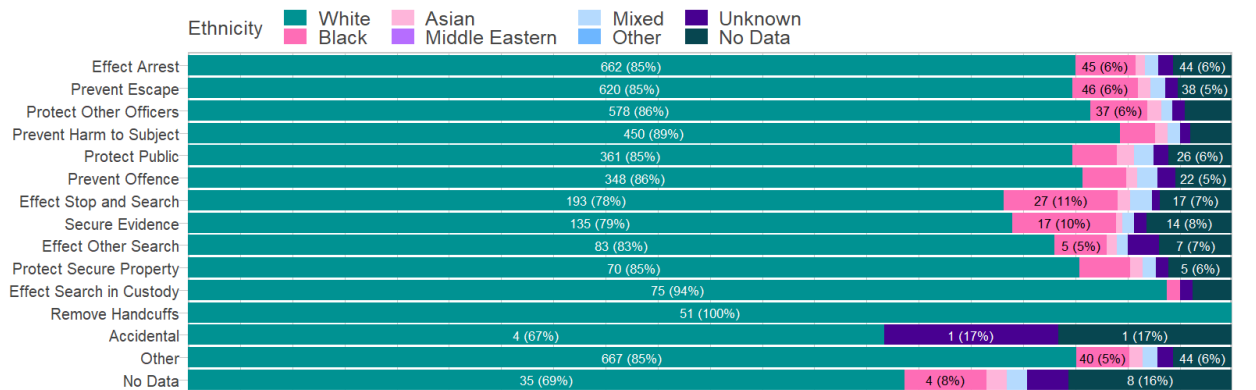 Ethnicity White Asian Mixed Unknown
Black Middle Eastern Other No Data
Effect Arrest 662 (85%) 45 (6%) 44 (6%)
Prevent Escape 620 (85%) 46 (6%) 38 (5%)
Protect Other Officers 578 (86%) 37 (6%)
Prevent Harm to Subject 450 (89%)
Protect Public 361 (85%) 26 (6%)
Prevent Offence 348 (86%) 22 (5%)
Effect Stop and Search 193 (78%) 27 (11%) 17 (7%)
Secure Evidence 135 (79%) 17 (10%) 14 (8%)
Effect Other Search 83 (83%) 5 (5%) 7 (7%)
Protect Secure Property 70 (85%) 5 (6%)
Effect Search in Custody 75 (94%)
Remove Handcuffs 51 (100%)
Accidental 4 (67%) 1 (17%) 1 (17%)
Other 667 (85%) 40 (5%) 44 (6%)
No Data 35 (69%) 4 (8%) 8 (16%)